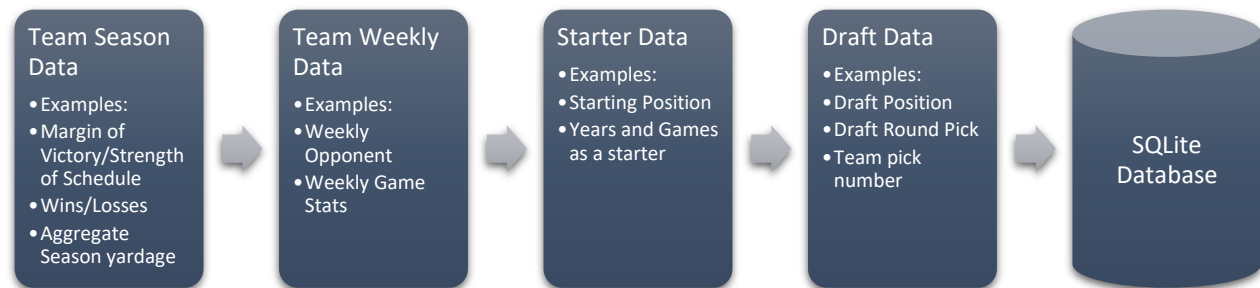 Team Season
Data
•Examples:
•Margin of
Victory/Strength
of Schedule
•Wins/Losses
•Aggregate
Season yardage
Team Weekly
Data
•Examples:
•Weekly
Opponent
•Weekly Game
Stats
Starter Data
•Examples:
•Starting Position
•Years and Games
as a starter
Draft Data
•Examples:
•Draft Position
•Draft Round Pick
•Team pick
number
SQLite
Database